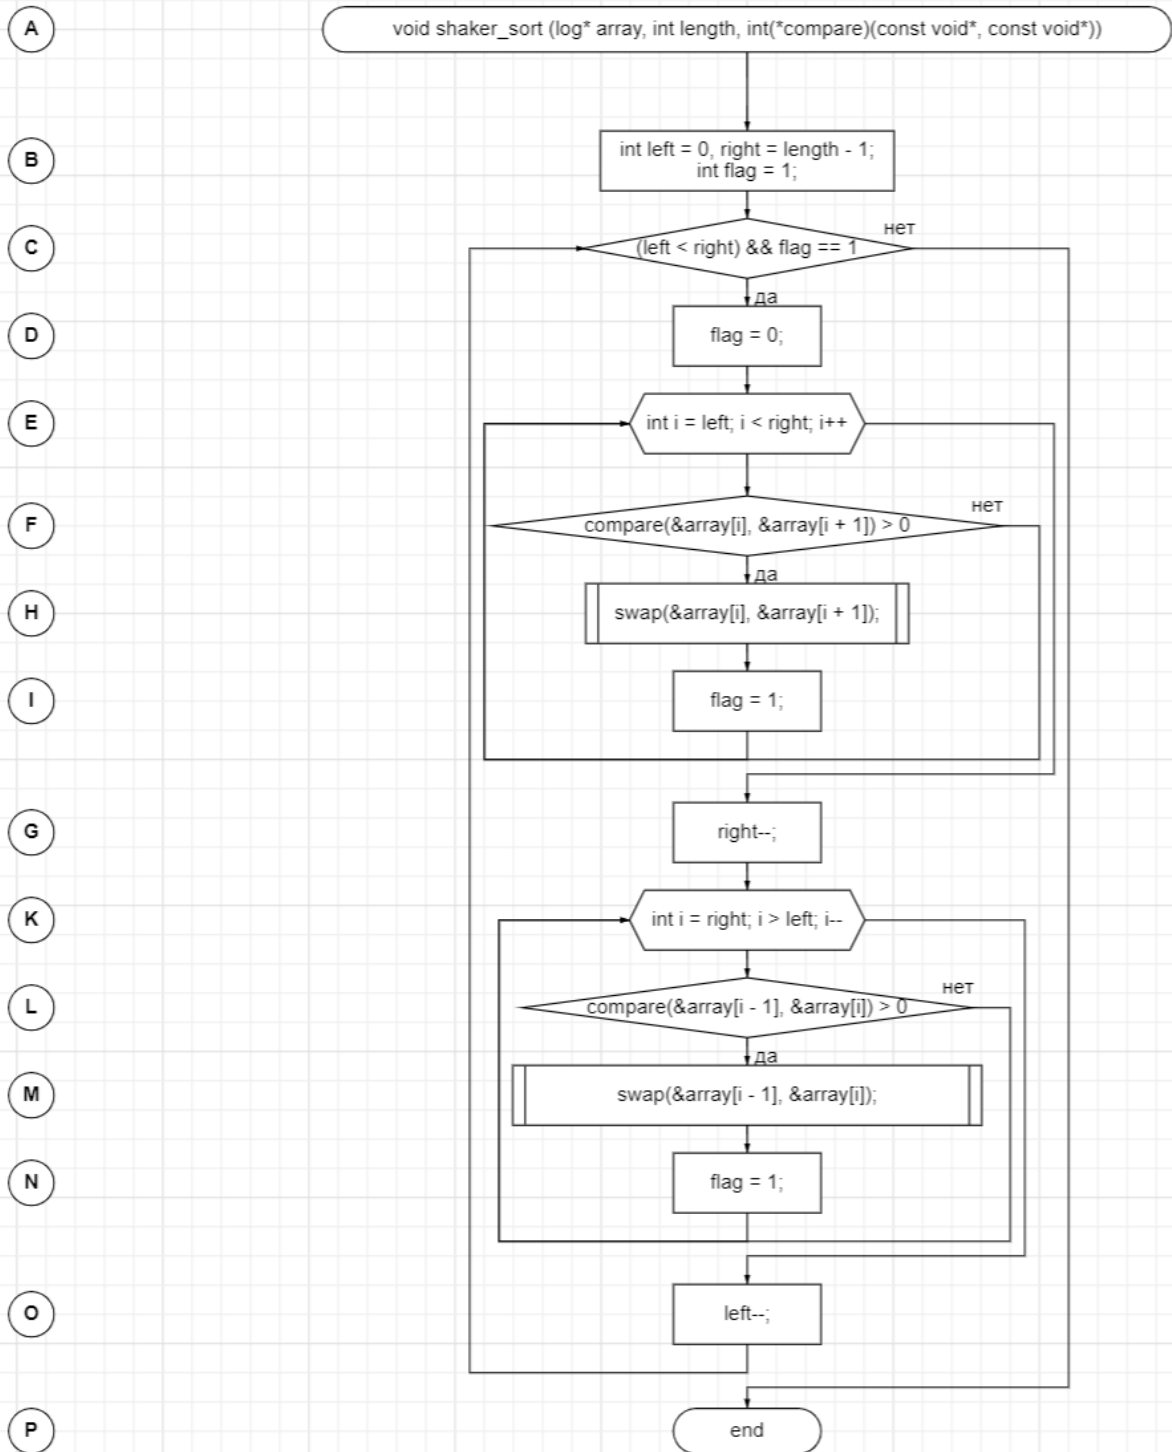 A
void shaker_sort (log* array, int length, int(*compare)(const void*, const void*))
B
int left = 0, right = length - 1;
int flag = 1;
C
(left < right) && flag == 1
нет
да
D
flag = 0;
E
int i = left; i < right; i++
F
compare(&array[i], &array[i + 1]) > 0
нет
да
H
swap(&array[i], &array[i + 1]);
I
flag = 1;
G
right--;
K
int i = right; i > left; i--
L
compare(&array[i - 1], &array[i]) > 0
нет
да
M
swap(&array[i - 1], &array[i]);
N
flag = 1;
O
left--;
P
end